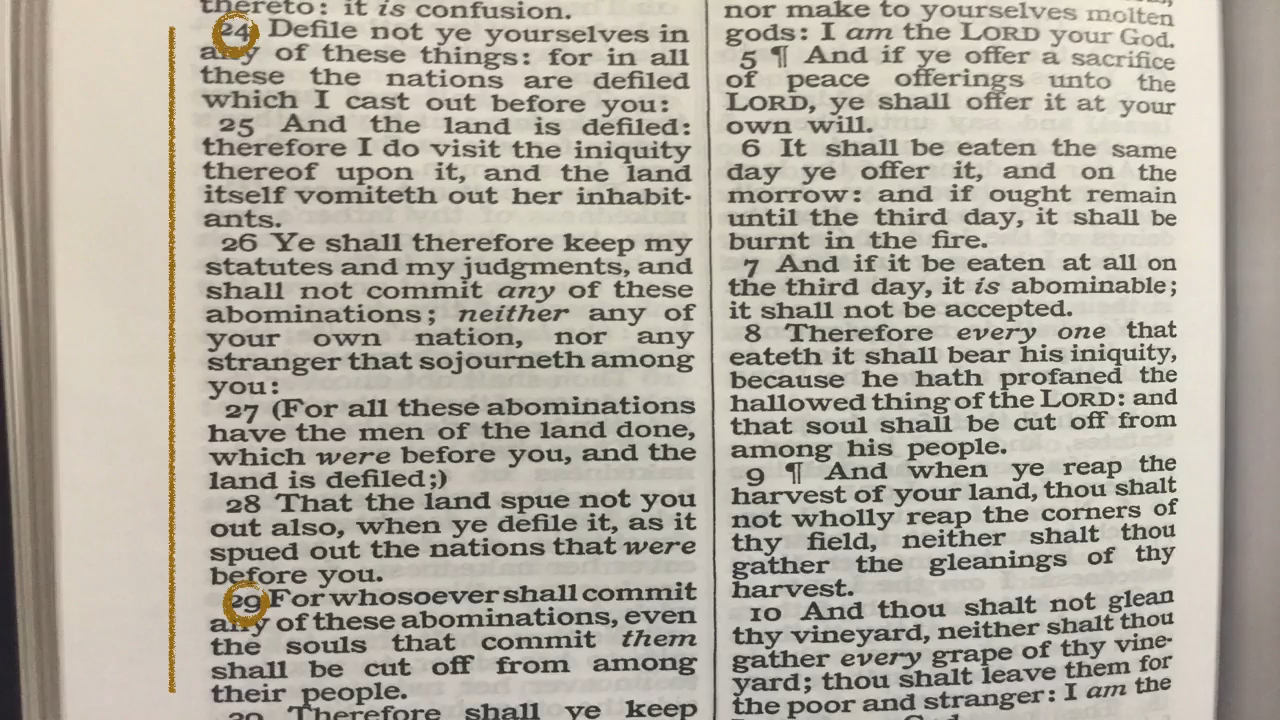 thereto: it is confusion.
24 Defile not ye yourselves in
any of these things: for in all
these the nations are defiled
which I cast out before you:
25 And the land is defiled:
therefore I do visit the iniquity
thereof upon it, and the land
itself vomiteth out her inhabit-
ants.
26 Ye shall therefore keep my
statutes and my judgments, and
shall not commit any of these
abominations; neither any of
your own nation, nor any
stranger that sojourneth among
you:
27 (For all these abominations
have the men of the land done,
which were before you, and the
land is defiled;)
28 That the land spue not you
out also, when ye defile it, as it
spued out the nations that were
before you.
29 For whosoever shall commit
any of these abominations, even
the souls that commit them
shall be cut off from among
their people.
30 Therefore shall ye keep
nor make to yourselves molten
gods: I am the LORD your God.
5 ¶ And if ye offer a sacrifice
of peace offerings unto the
LORD, ye shall offer it at your
own will.
6 It shall be eaten the same
day ye offer it, and on the
morrow: and if ought remain
until the third day, it shall be
burnt in the fire.
7 And if it be eaten at all on
the third day, it is abominable;
it shall not be accepted.
8 Therefore every one that
eateth it shall bear his iniquity,
because he hath profaned the
hallowed thing of the LORD: and
that soul shall be cut off from
among his people.
9 ¶ And when ye reap the
harvest of your land, thou shalt
not wholly reap the corners of
thy field, neither shalt thou
gather the gleanings of thy
harvest.
10 And thou shalt not glean
thy vineyard, neither shalt thou
gather every grape of thy vine-
yard; thou shalt leave them for
the poor and stranger: I am the